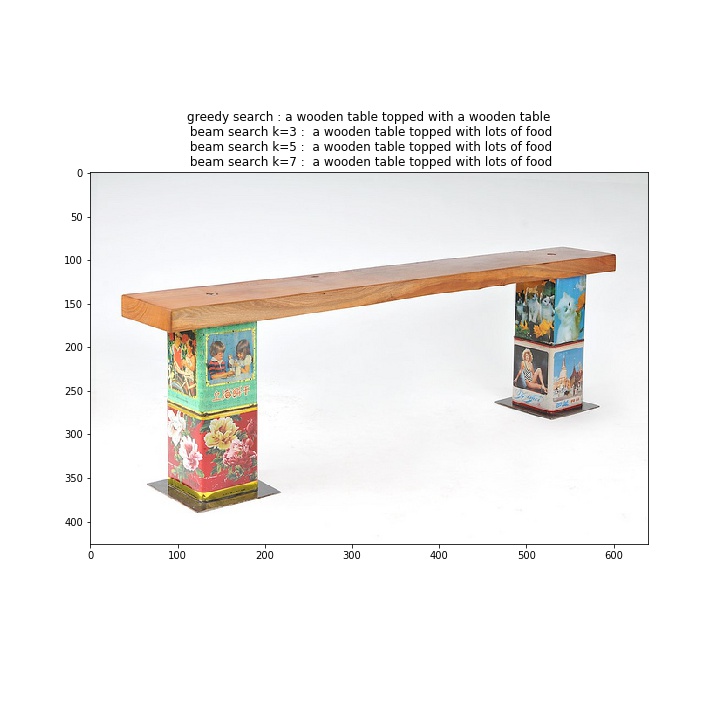 greedy search : a wooden table topped with a wooden table
beam search k=3 :  a wooden table topped with lots of food
beam search k=5 :  a wooden table topped with lots of food
beam search k=7 :  a wooden table topped with lots of food
0
50
100
150
200
250
300
350
400
0 100 200 300 400 500 600